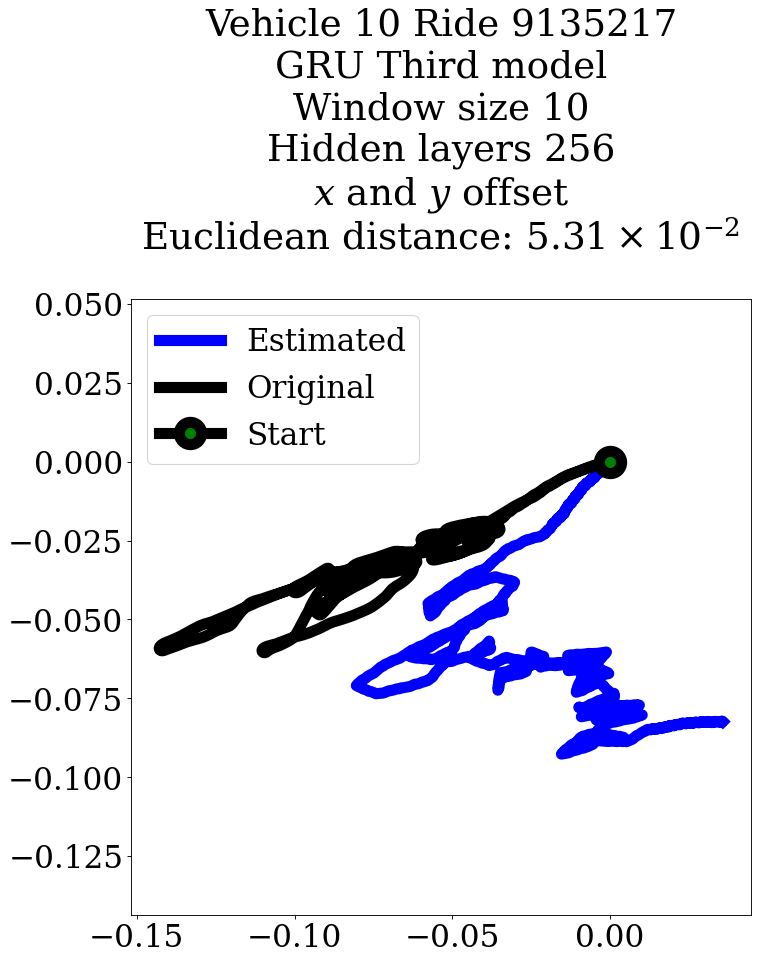 Vehicle 10 Ride 9135217
GRU Third model
Window size 10
Hidden layers 256
x and y offset
Euclidean distance: 5.31 × 10⁻²
0.050
0.025
0.000
−0.025
−0.050
−0.075
−0.100
−0.125
Estimated
Original
Start
−0.15
−0.10
−0.05
0.00